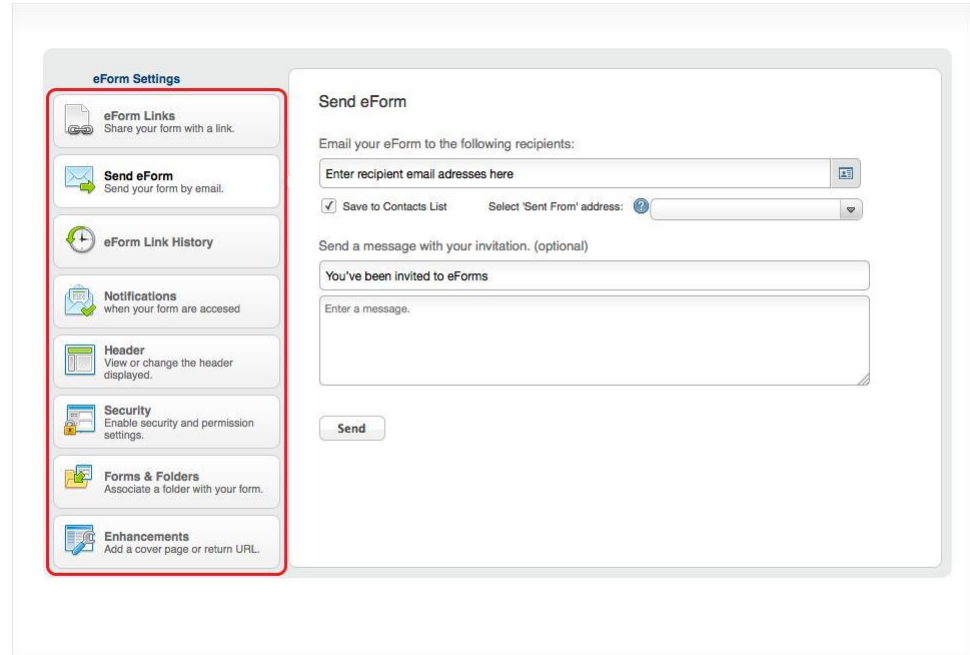 eForm Settings
eForm Links
Share your form with a link.
Send eForm
Send your form by email.
eForm Link History
Notifications
when your form are accesed
Header
View or change the header
displayed.
Security
Enable security and permission
settings.
Forms & Folders
Associate a folder with your form.
Enhancements
Add a cover page or return URL.
Send eForm
Email your eForm to the following recipients:
Enter recipient email adresses here
Save to Contacts List Select 'Sent From' address: ?
Send a message with your invitation. (optional)
You've been invited to eForms
Enter a message.
Send